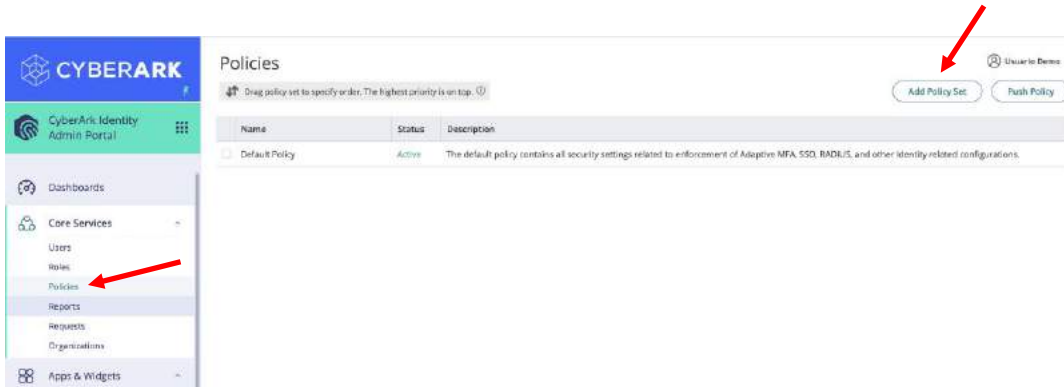 CYBERARK
CyberArk Identity
Admin Portal
Dashboards
Core Services
Users
Roles
Policies
Reports
Requests
Organizations
Apps & Widgets
Policies
Usuario Demo
Drag policy set to specify order. The highest priority is on top.
Add Policy Set
Push Policy
Name Status Description
Default Policy Active The default policy contains all security settings related to enforcement of Adaptive MFA, SSO, RADIUS, and other identity related configurations.